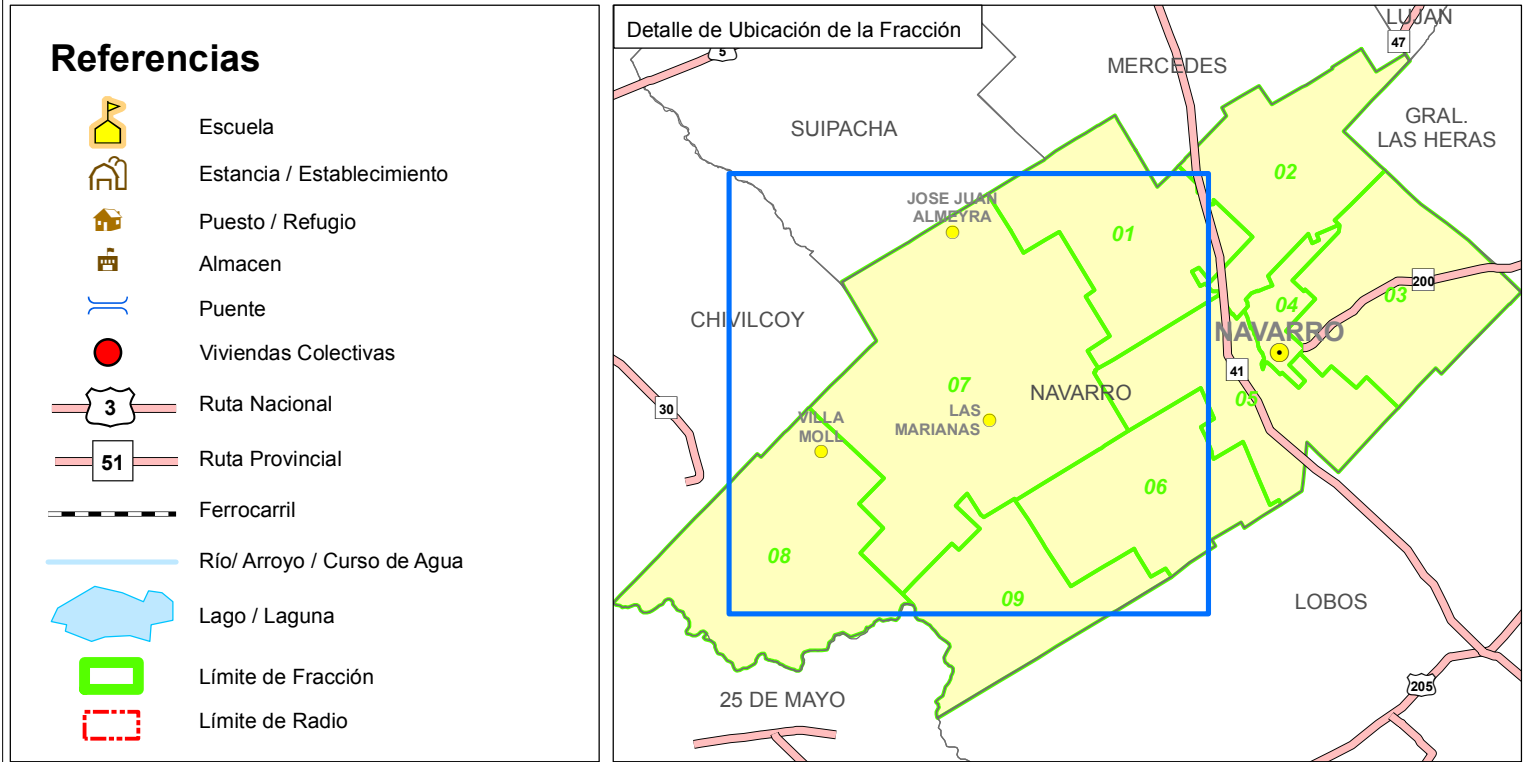 Referencias
Escuela
Estancia / Establecimiento
Puesto / Refugio
Almacen
Puente
Viviendas Colectivas
3
Ruta Nacional
51
Ruta Provincial
Ferrocarril
Río/ Arroyo / Curso de Agua
Lago / Laguna
Límite de Fracción
Límite de Radio
Detalle de Ubicación de la Fracción
LUJAN
47
5
MERCEDES
SUIPACHA
GRAL.
LAS HERAS
02
JOSE JUAN
ALMEYRA
01
200
03
04
CHIVILCOY
NAVARRO
41
07
NAVARRO
05
30
VILLA
MOLL
LAS
MARIANAS
06
08
09
LOBOS
25 DE MAYO
205